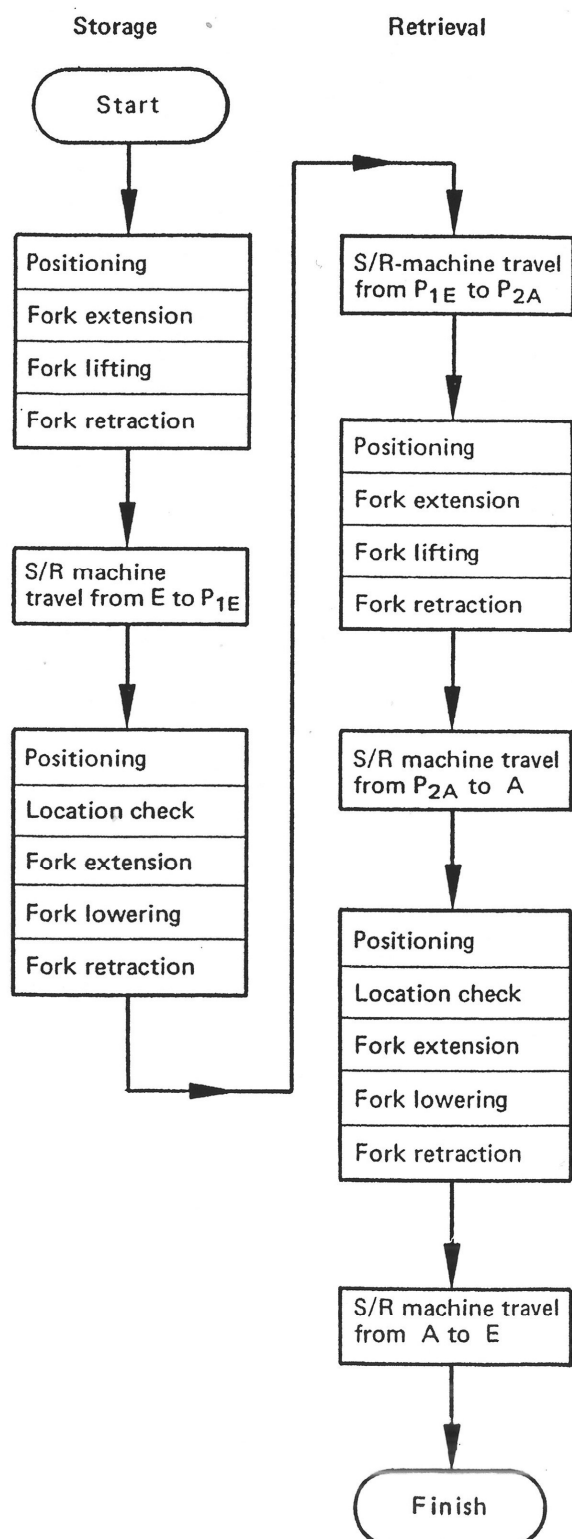 Storage
Start
Positioning
Fork extension
Fork lifting
Fork retraction
S/R machine
travel from E to P1E
Positioning
Location check
Fork extension
Fork lowering
Fork retraction
Retrieval
S/R-machine travel
from P1E to P2A
Positioning
Fork extension
Fork lifting
Fork retraction
S/R machine travel
from P2A to A
Positioning
Location check
Fork extension
Fork lowering
Fork retraction
S/R machine travel
from A to E
Finish